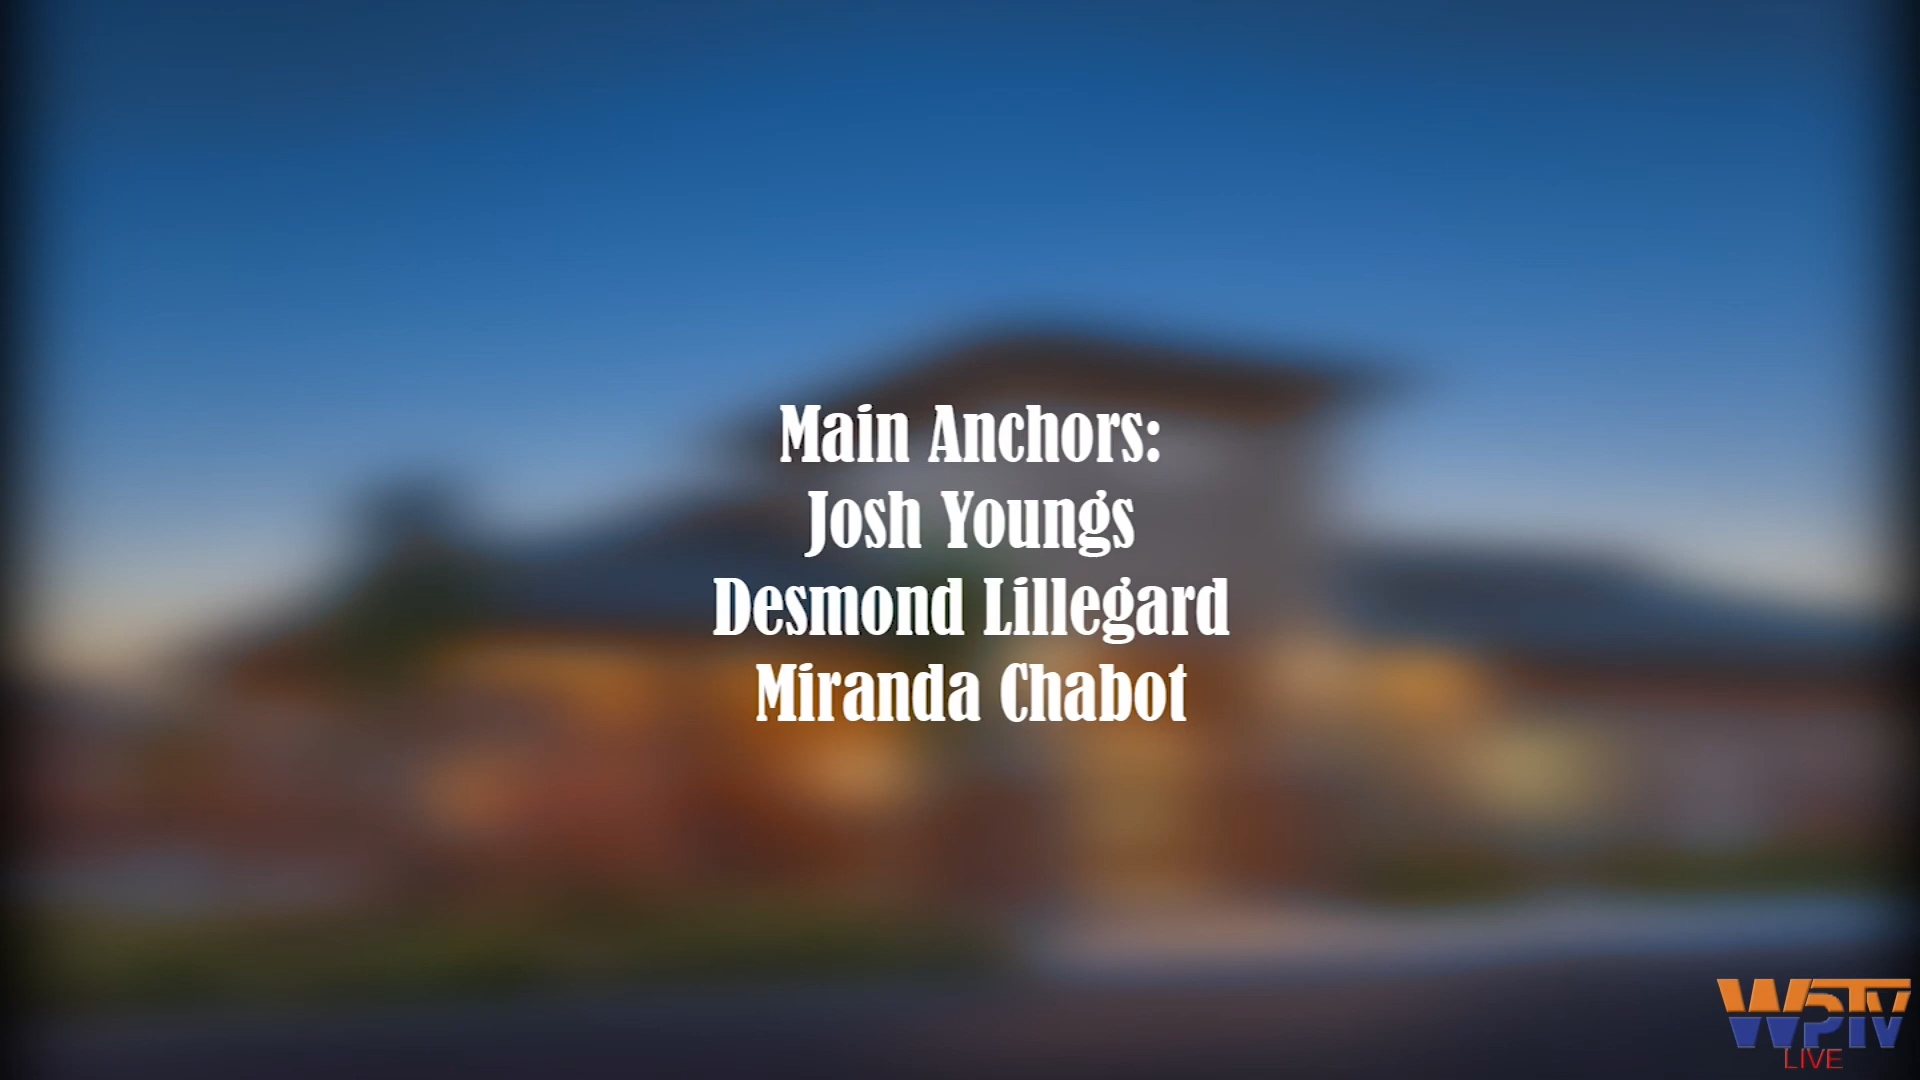 Main Anchors:
Josh Youngs
Desmond Lillegard
Miranda Chabot
WPTV
LIVE